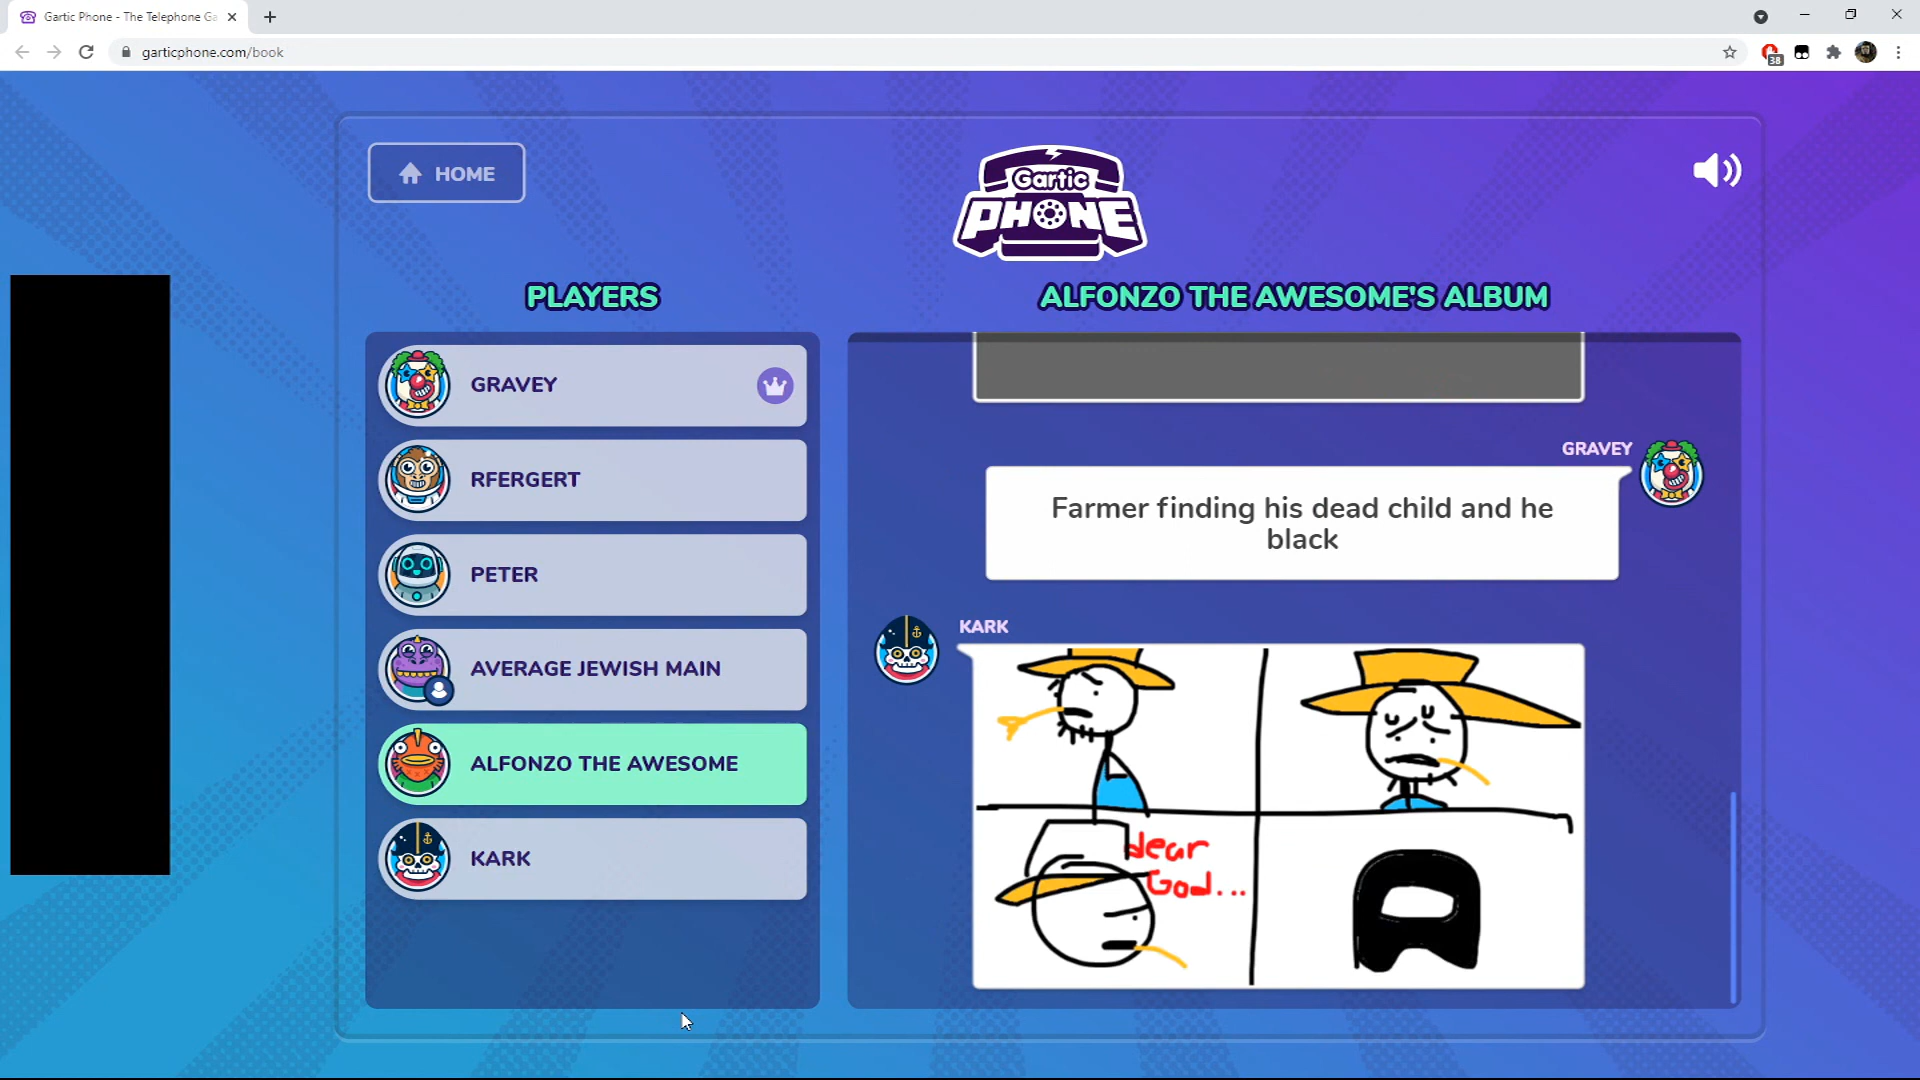 Gartic Phone - The Telephone Ga
garticphone.com/book
38
HOME
Gartic
PHONE
PLAYERS
ALFONZO THE AWESOME'S ALBUM
GRAVEY
RFERGERT
PETER
AVERAGE JEWISH MAIN
ALFONZO THE AWESOME
KARK
GRAVEY
Farmer finding his dead child and he
black
KARK
dear
God...